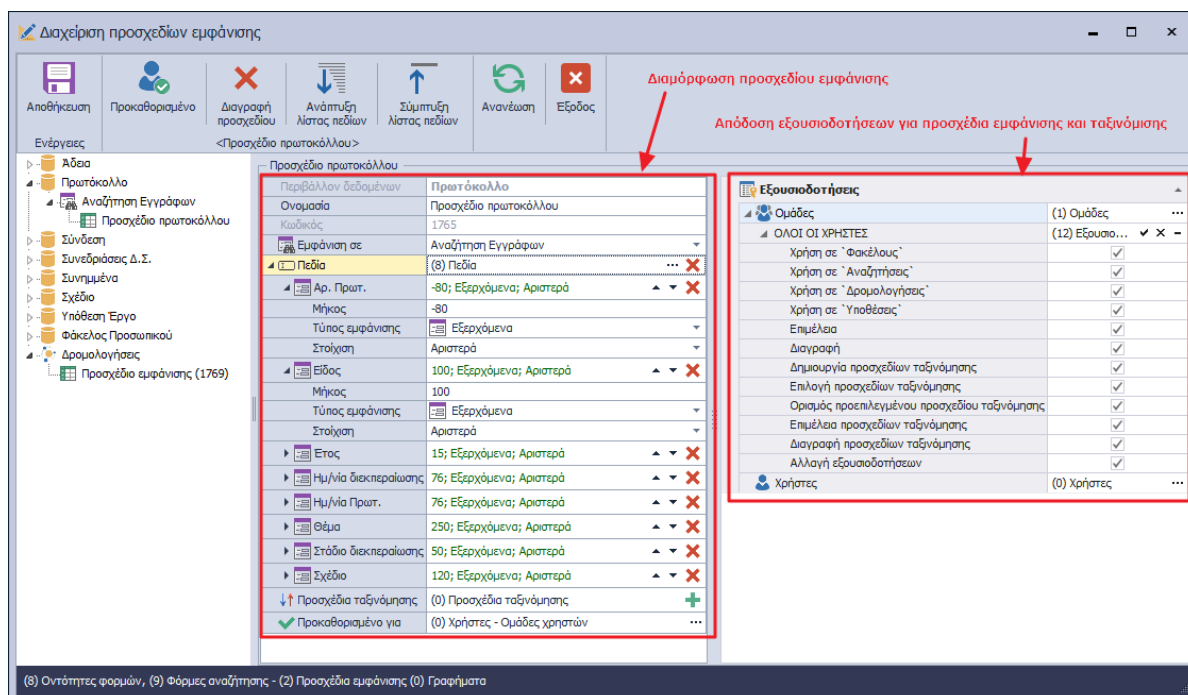 Διαχείριση προσχεδίων εμφάνισης
Αποθήκευση
Προκαθορισμένο
Διαγραφή προσχεδίου
Ανάπτυξη λίστας πεδίων
Σύμπτυξη λίστας πεδίων
Ανανέωση
Έξοδος
Ενέργειες
<Προσχέδιο πρωτοκόλλου>
Διαμόρφωση προσχεδίου εμφάνισης
Απόδοση εξουσιοδοτήσεων για προσχέδια εμφάνισης και ταξινόμισης
Άδεια
Πρωτόκολλο
Αναζήτηση Εγγράφων
Προσχέδιο πρωτοκόλλου
Σύνδεση
Συνεδριάσεις Δ.Σ.
Συνημμένα
Σχέδιο
Υπόθεση Έργο
Φάκελος Προσωπικού
Δρομολογήσεις
Προσχέδιο εμφάνισης (1769)
Προσχέδιο πρωτοκόλλου
Περιβάλλον δεδομένων Πρωτόκολλο
Ονομασία Προσχέδιο πρωτοκόλλου
Κωδικός 1765
Εμφάνιση σε Αναζήτηση Εγγράφων
Πεδία (8) Πεδία
Αρ. Πρωτ. -80; Εξερχόμενα; Αριστερά
Μήκος -80
Τύπος εμφάνισης Εξερχόμενα
Στοίχιση Αριστερά
Είδος 100; Εξερχόμενα; Αριστερά
Μήκος 100
Τύπος εμφάνισης Εξερχόμενα
Στοίχιση Αριστερά
Έτος 15; Εξερχόμενα; Αριστερά
Ημ/νία διεκπεραίωσης 76; Εξερχόμενα; Αριστερά
Ημ/νία Πρωτ. 76; Εξερχόμενα; Αριστερά
Θέμα 250; Εξερχόμενα; Αριστερά
Στάδιο διεκπεραίωσης 50; Εξερχόμενα; Αριστερά
Σχέδιο 120; Εξερχόμενα; Αριστερά
Προσχέδια ταξινόμησης (0) Προσχέδια ταξινόμησης
Προκαθορισμένο για (0) Χρήστες - Ομάδες χρηστών
Εξουσιοδοτήσεις
Ομάδες (1) Ομάδες
ΟΛΟΙ ΟΙ ΧΡΗΣΤΕΣ (12) Εξουσιο...
Χρήση σε `Φακέλους`
Χρήση σε `Αναζητήσεις`
Χρήση σε `Δρομολογήσεις`
Χρήση σε `Υποθέσεις`
Επιμέλεια
Διαγραφή
Δημιουργία προσχεδίων ταξινόμησης
Επιλογή προσχεδίων ταξινόμησης
Ορισμός προεπιλεγμένου προσχεδίου ταξινόμησης
Επιμέλεια προσχεδίων ταξινόμησης
Διαγραφή προσχεδίων ταξινόμησης
Αλλαγή εξουσιοδοτήσεων
Χρήστες (0) Χρήστες
(8) Οντότητες φορμών, (9) Φόρμες αναζήτησης - (2) Προσχέδια εμφάνισης (0) Γραφήματα